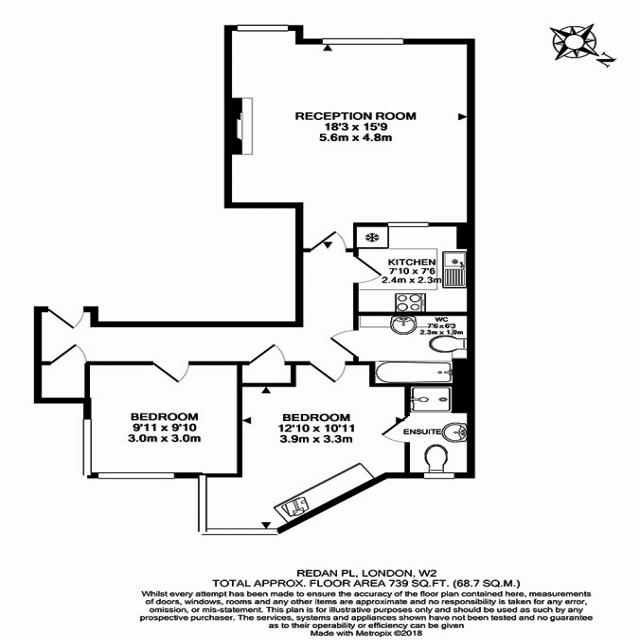 N
RECEPTION ROOM
18'3 x 15'9
5.6m x 4.8m
KITCHEN
7'10 x 7'6
2.4m x 2.3m
WC
7'6 x 6'3
2.3m x 1.9m
BEDROOM
9'11 x 9'10
3.0m x 3.0m
BEDROOM
12'10 x 10'11
3.9m x 3.3m
ENSUITE
REDAN PL, LONDON, W2
TOTAL APPROX. FLOOR AREA 739 SQ.FT. (68.7 SQ.M.)
Whilst every attempt has been made to ensure the accuracy of the floor plan contained here, measurements
of doors, windows, rooms and any other items are approximate and no responsibility is taken for any error,
omission, or mis-statement. This plan is for illustrative purposes only and should be used as such by any
prospective purchaser. The services, systems and appliances shown have not been tested and no guarantee
as to their operability or efficiency can be given
Made with Metropix ©2018